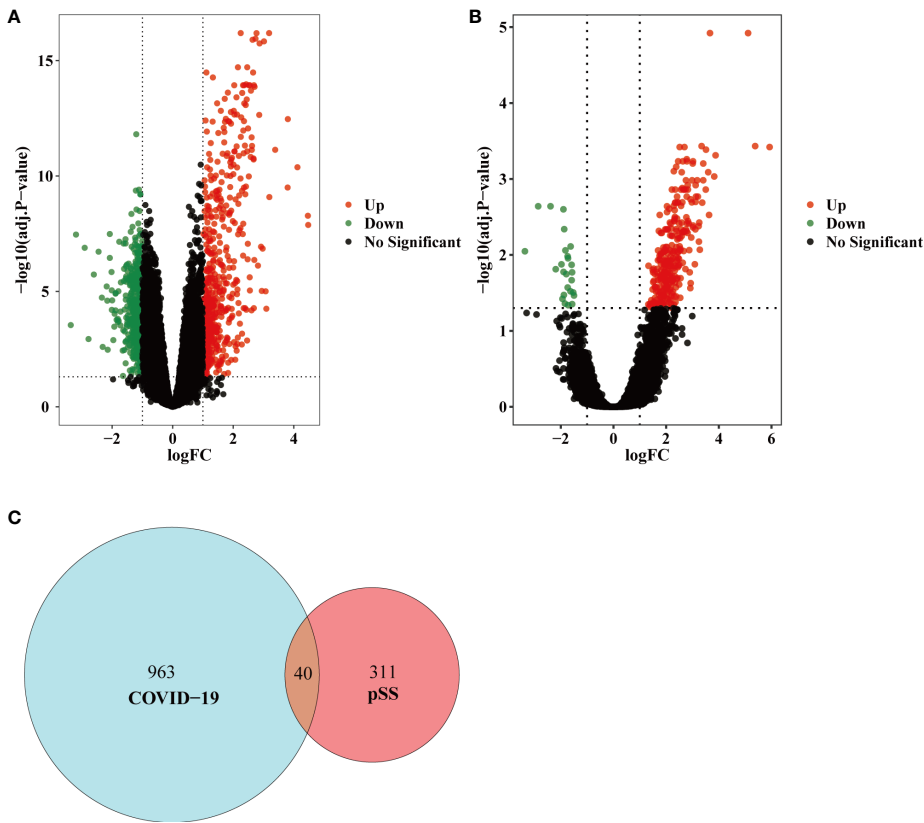 A
−log10(adj.P−value)
15
10
5
0
−2
0
2
4
logFC
Up
Down
No Significant
B
−log10(adj.P−value)
5
4
3
2
1
0
−2
0
2
4
6
logFC
Up
Down
No Significant
C
963
COVID−19
40
311
pSS